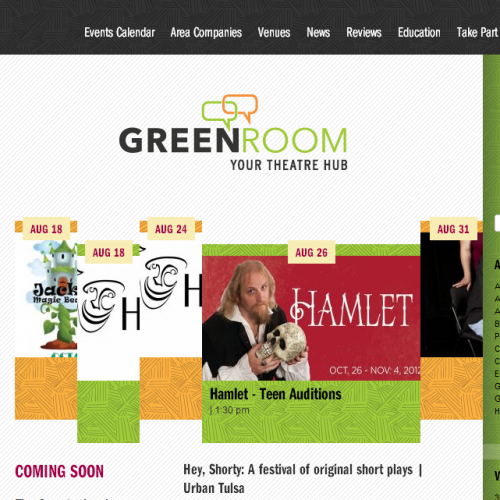 Events Calendar Area Companies Venues News Reviews Education Take Part
GREENROOM
YOUR THEATRE HUB
AUG 18
AUG 18
AUG 24
AUG 26
AUG 31
Jack
Magic Bea
H
H
HAMLET
OCT, 26 - NOV. 4, 2012
Hamlet - Teen Auditions
| 1:30 pm
COMING SOON
Hey, Shorty: A festival of original short plays |
Urban Tulsa